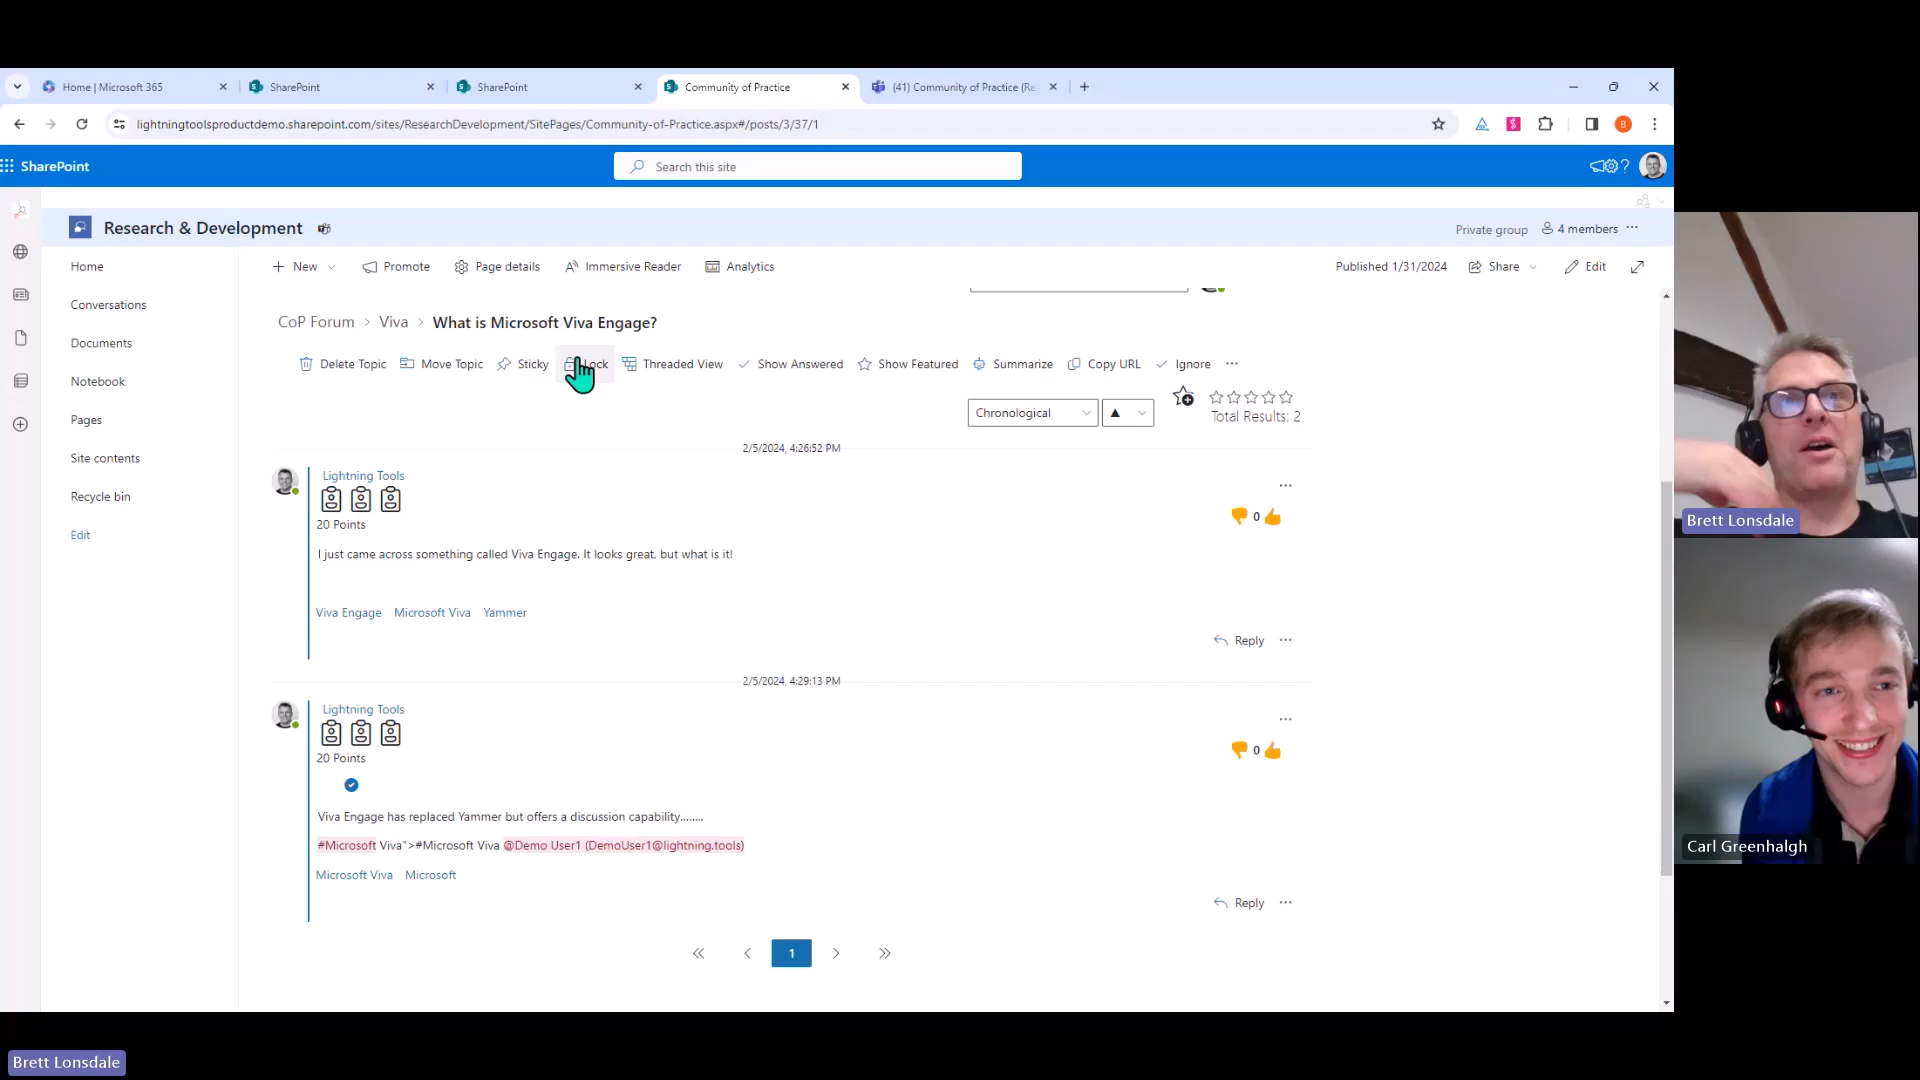 Home | Microsoft 365
SharePoint
SharePoint
Community of Practice
(41) Community of Practice (Re
lightningtoolsproductdemo.sharepoint.com/sites/ResearchDevelopment/SitePages/Community-of-Practice.aspx#/posts/3/37/1
B
SharePoint
Search this site
?
Research & Development
Private group
4 members
Home
Conversations
Documents
Notebook
Pages
Site contents
Recycle bin
Edit
New
Promote
Page details
Immersive Reader
Analytics
Published 1/31/2024
Share
Edit
CoP Forum > Viva > What is Microsoft Viva Engage?
Delete Topic
Move Topic
Sticky
Lock
Threaded View
Show Answered
Show Featured
Summarize
Copy URL
Ignore
Chronological
Total Results: 2
2/5/2024, 4:26:52 PM
Lightning Tools
20 Points
0
I just came across something called Viva Engage. It looks great, but what is it!
Viva Engage Microsoft Viva Yammer
Reply
2/5/2024, 4:29:13 PM
Lightning Tools
20 Points
0
Viva Engage has replaced Yammer but offers a discussion capability........
#Microsoft Viva">#Microsoft Viva @Demo User1 (DemoUser1@lightning.tools)
Microsoft Viva Microsoft
Reply
1
Brett Lonsdale
Carl Greenhalgh
Brett Lonsdale